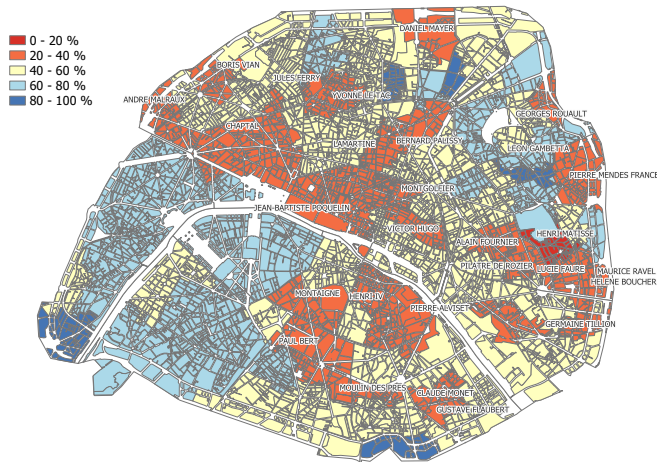 0 - 20 %
20 - 40 %
40 - 60 %
60 - 80 %
80 - 100 %
DANIEL MAYER
BORIS VIAN
JULES FERRY
YVONNE LE TAC
ANDRE MALRAUX
GEORGES ROUAULT
CHAPTAL
BERNARD PALISSY
LAMARTINE
LEON GAMBETTA
PIERRE MENDES FRANCE
MONTGOLFIER
JEAN-BAPTISTE POQUELIN
VICTOR HUGO
HENRI MATISSE
ALAIN FOURNIER
PILATRE DE ROZIER
LUCIE FAURE
MAURICE RAVEL
HELENE BOUCHER
MONTAIGNE
HENRI IV
PIERRE ALVISET
GERMAINE TILLION
PAUL BERT
MOULIN DES PRES
CLAUDE MONET
GUSTAVE FLAUBERT